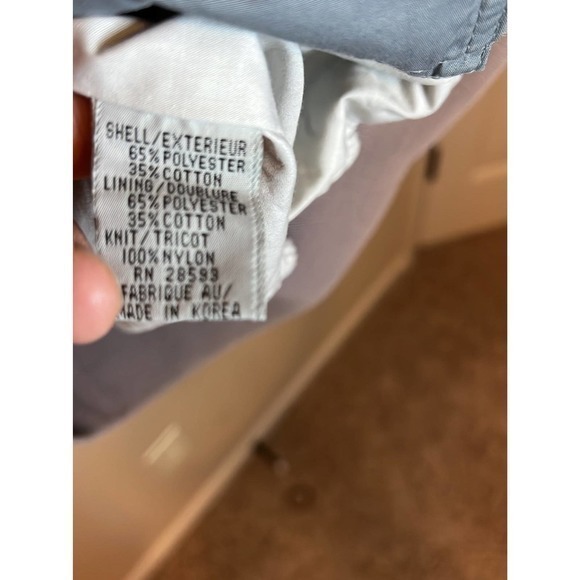 SHELL/EXTERIEUR
65% POLYESTER
35% COTTON
LINING/DOUBLURE
65% POLYESTER
35% COTTON
KNIT/TRICOT
100% NYLON
RN 28593
FABRIQUE AU/
MADE IN KOREA